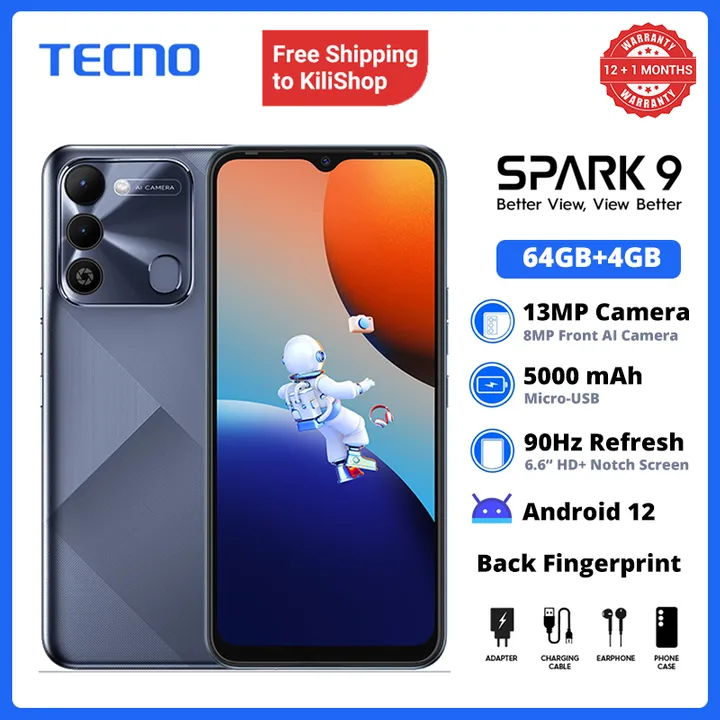 TECNO
Free Shipping
to KiliShop
WARRANTY
12 + 1 MONTHS
WARRANTY
AI CAMERA
SPARK 9
Better View, View Better
64GB+4GB
13MP Camera
8MP Front AI Camera
5000 mAh
Micro-USB
90Hz Refresh
6.6“ HD+ Notch Screen
Android 12
Back Fingerprint
ADAPTER
CHARGING
CABLE
EARPHONE
PHONE
CASE